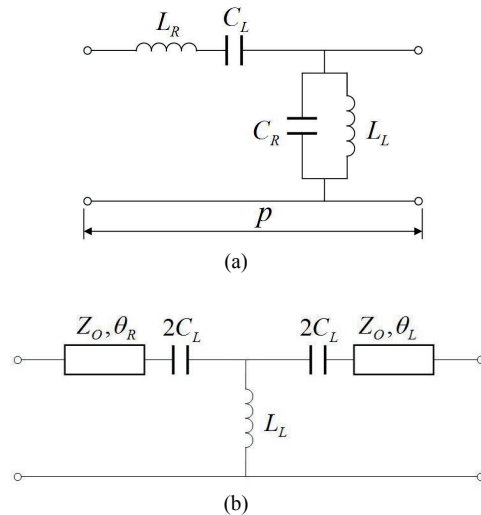 L_R C_L
C_R L_L
p
(a)
Z_O, θ_R 2C_L 2C_L Z_O, θ_L
L_L
(b)